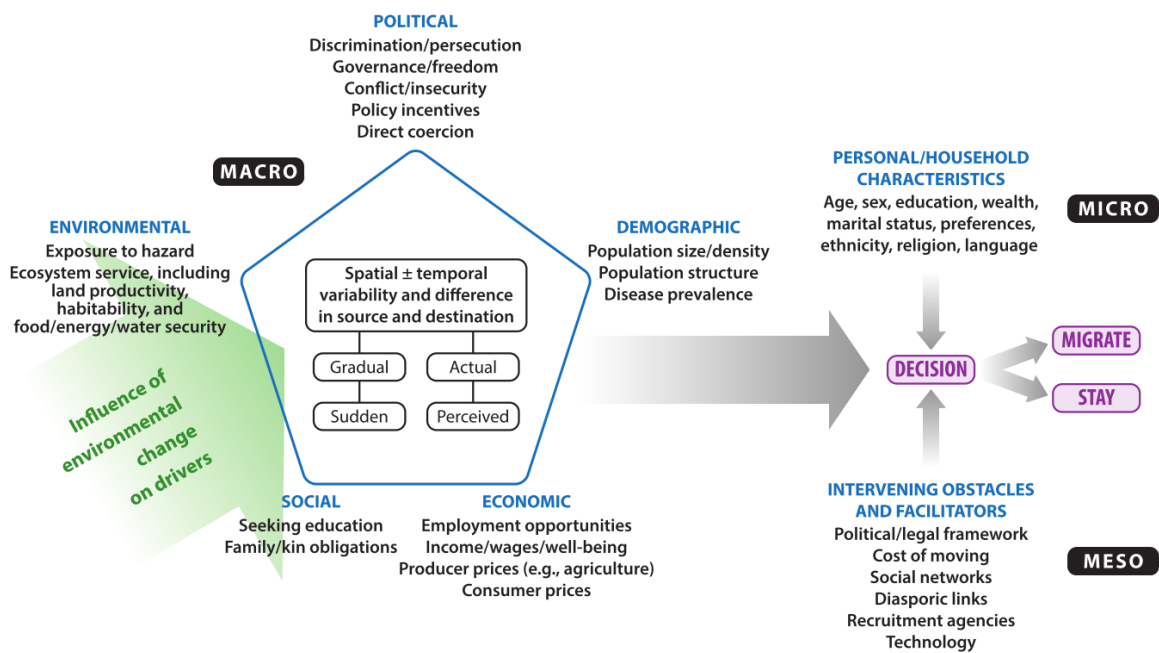 POLITICAL
Discrimination/persecution
Governance/freedom
Conflict/insecurity
Policy incentives
Direct coercion
MACRO
ENVIRONMENTAL
Exposure to hazard
Ecosystem service, including
land productivity,
habitability, and
food/energy/water security
DEMOGRAPHIC
Population size/density
Population structure
Disease prevalence
Spatial ± temporal
variability and difference
in source and destination
Gradual
Actual
Sudden
Perceived
Influence of
environmental
change
on drivers
SOCIAL
Seeking education
Family/kin obligations
ECONOMIC
Employment opportunities
Income/wages/well-being
Producer prices (e.g., agriculture)
Consumer prices
PERSONAL/HOUSEHOLD
CHARACTERISTICS
Age, sex, education, wealth,
marital status, preferences,
ethnicity, religion, language
MICRO
DECISION
MIGRATE
STAY
INTERVENING OBSTACLES
AND FACILITATORS
Political/legal framework
Cost of moving
Social networks
Diasporic links
Recruitment agencies
Technology
MESO